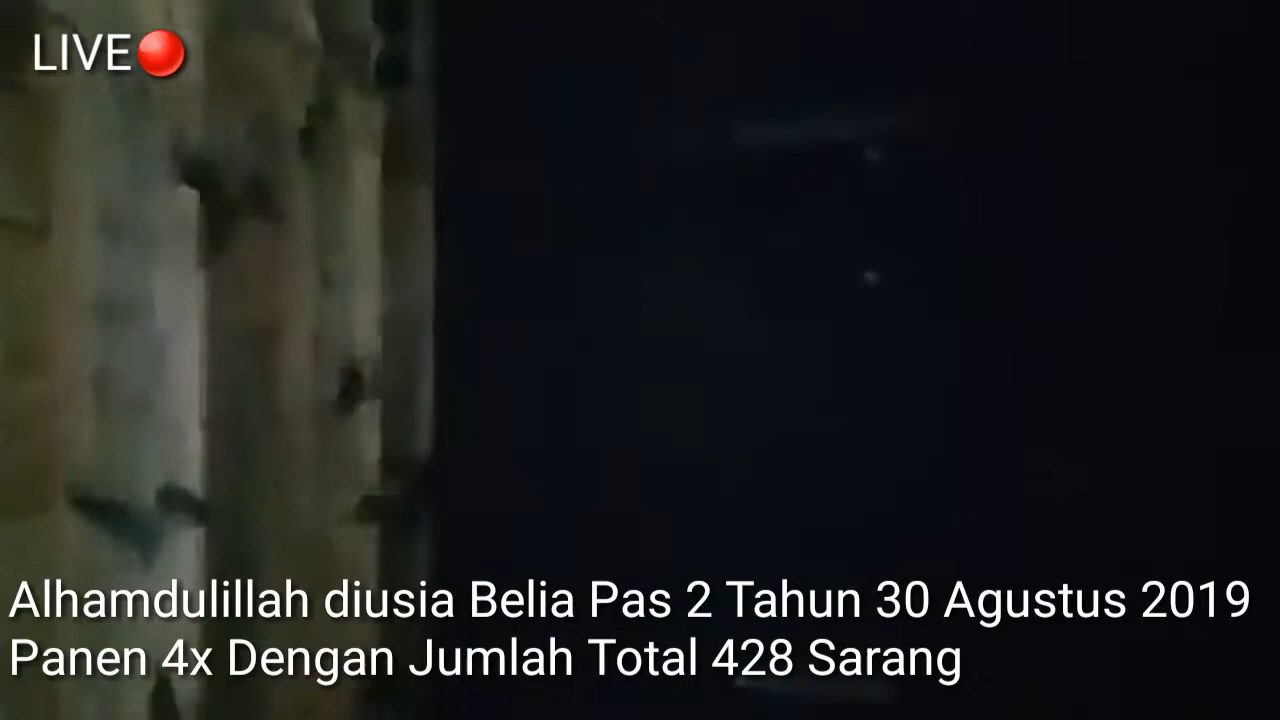 LIVE🔴
Alhamdulillah diusia Belia Pas 2 Tahun 30 Agustus 2019
Panen 4x Dengan Jumlah Total 428 Sarang